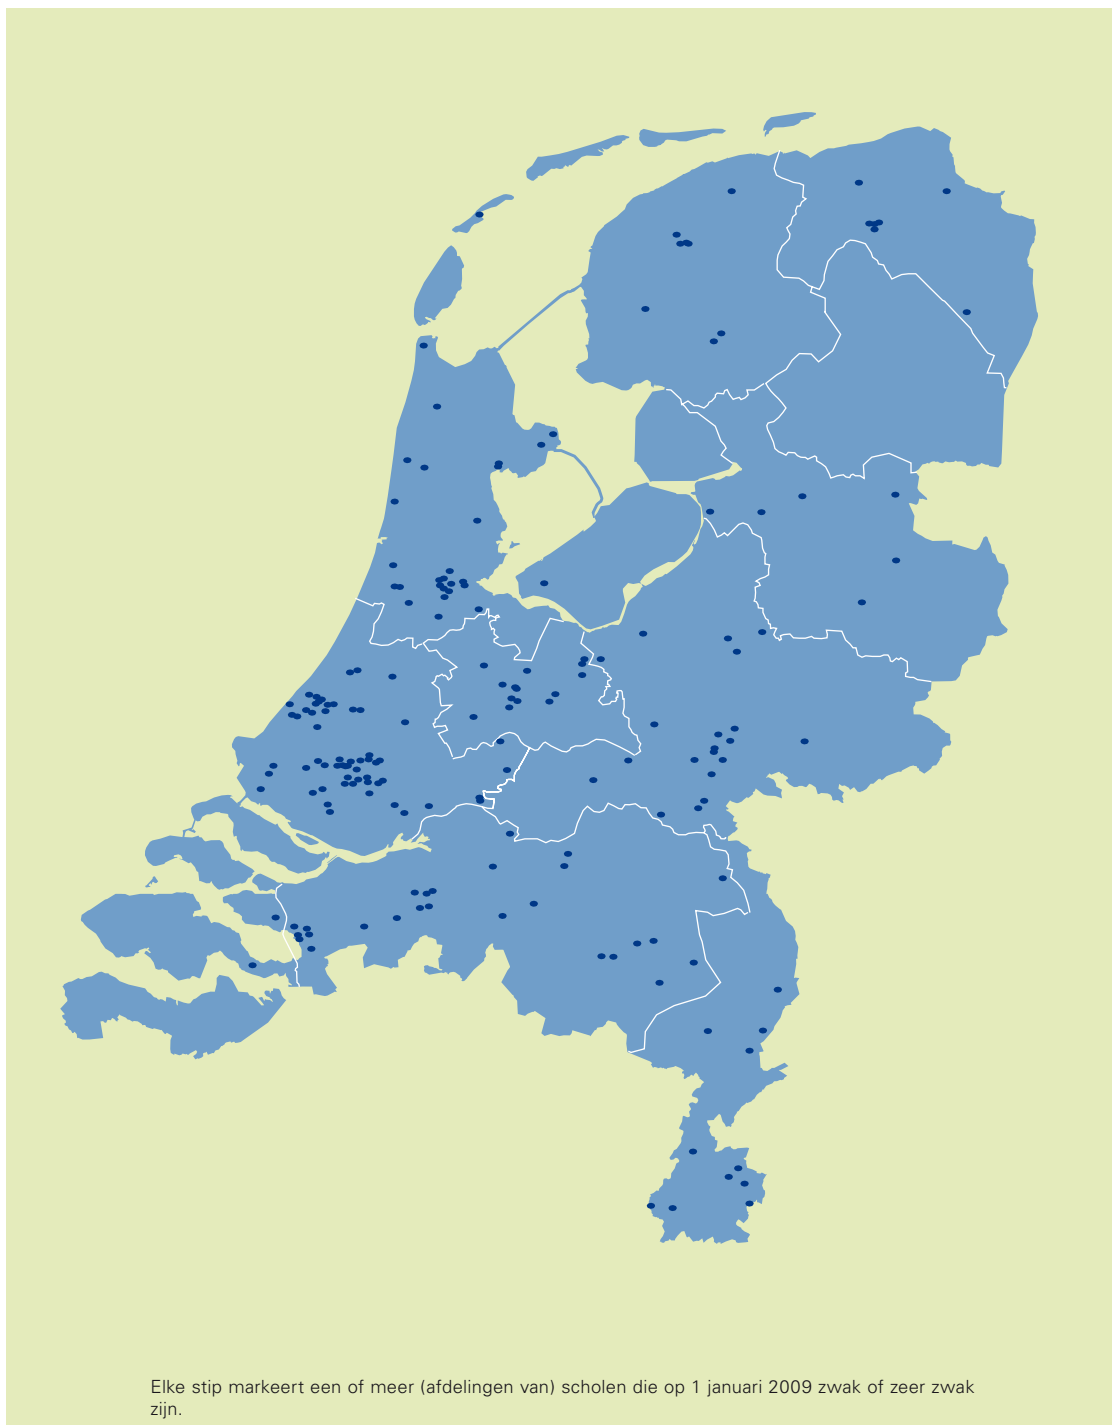 Elke stip markeert een of meer (afdelingen van) scholen die op 1 januari 2009 zwak of zeer zwak
zijn.